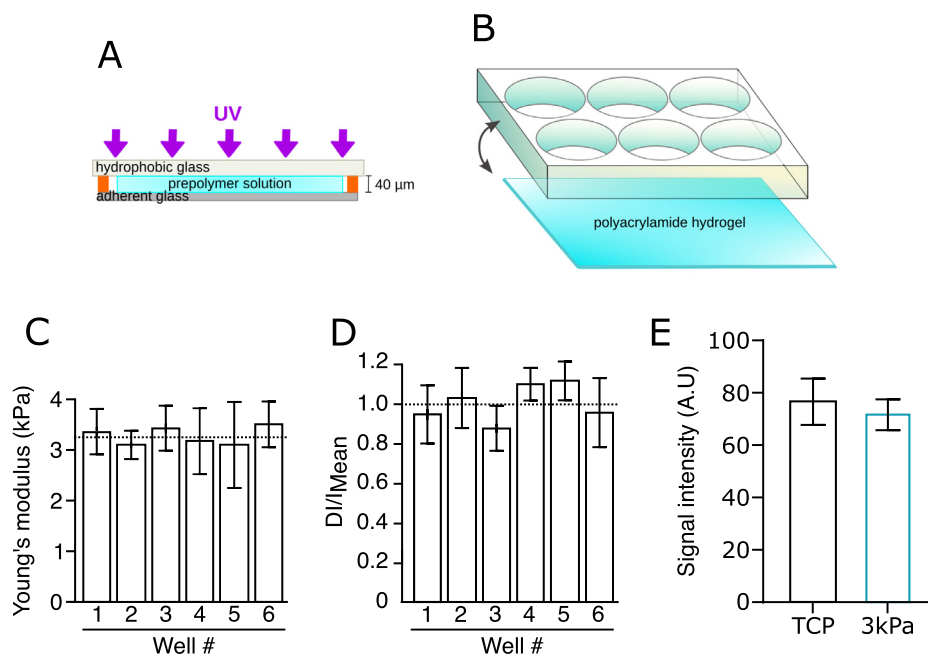 A
UV
hydrophobic glass
prepolymer solution
40 µm
adherent glass
B
polyacrylamide hydrogel
C
Young's modulus (kPa)
4
3
2
1
0
1 2 3 4 5 6
Well #
D
DI/IMean
1.2
1.0
0.8
0.6
0.4
0.2
0
1 2 3 4 5 6
Well #
E
Signal intensity (A.U)
100
80
60
40
20
0
TCP 3kPa